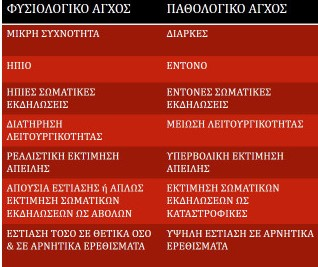 ΦΥΣΙΟΛΟΓΙΚΟ ΑΓΧΟΣ ΠΑΘΟΛΟΓΙΚΟ ΑΓΧΟΣ
ΜΙΚΡΗ ΣΥΧΝΟΤΗΤΑ ΔΙΑΡΚΕΣ
ΗΠΙΟ ΕΝΤΟΝΟ
ΗΠΙΕΣ ΣΩΜΑΤΙΚΕΣ ΕΝΤΟΝΕΣ ΣΩΜΑΤΙΚΕΣ
ΕΚΔΗΛΩΣΕΙΣ ΕΚΔΗΛΩΣΕΙΣ
ΔΙΑΤΗΡΗΣΗ ΜΕΙΩΣΗ ΛΕΙΤΟΥΡΓΙΚΟΤΗΤΑΣ
ΛΕΙΤΟΥΡΓΙΚΟΤΗΤΑΣ
ΡΕΑΛΙΣΤΙΚΗ ΕΚΤΙΜΗΣΗ ΥΠΕΡΒΟΛΙΚΗ ΕΚΤΙΜΗΣΗ
ΑΠΕΙΛΗΣ ΑΠΕΙΛΗΣ
ΑΠΟΥΣΙΑ ΕΣΤΙΑΣΗΣ ή ΑΠΛΩΣ ΕΚΤΙΜΗΣΗ ΣΩΜΑΤΙΚΩΝ
ΕΚΤΙΜΗΣΗ ΣΩΜΑΤΙΚΩΝ ΕΚΔΗΛΩΣΕΩΝ ΩΣ
ΕΚΔΗΛΩΣΕΩΝ ΩΣ ΑΒΟΛΩΝ ΚΑΤΑΣΤΡΟΦΙΚΕΣ
ΕΣΤΙΑΣΗ ΤΟΣΟ ΣΕ ΘΕΤΙΚΑ ΟΣΟ ΥΨΗΛΗ ΕΣΤΙΑΣΗ ΣΕ ΑΡΝΗΤΙΚΑ
& ΣΕ ΑΡΝΗΤΙΚΑ ΕΡΕΘΙΣΜΑΤΑ ΕΡΕΘΙΣΜΑΤΑ